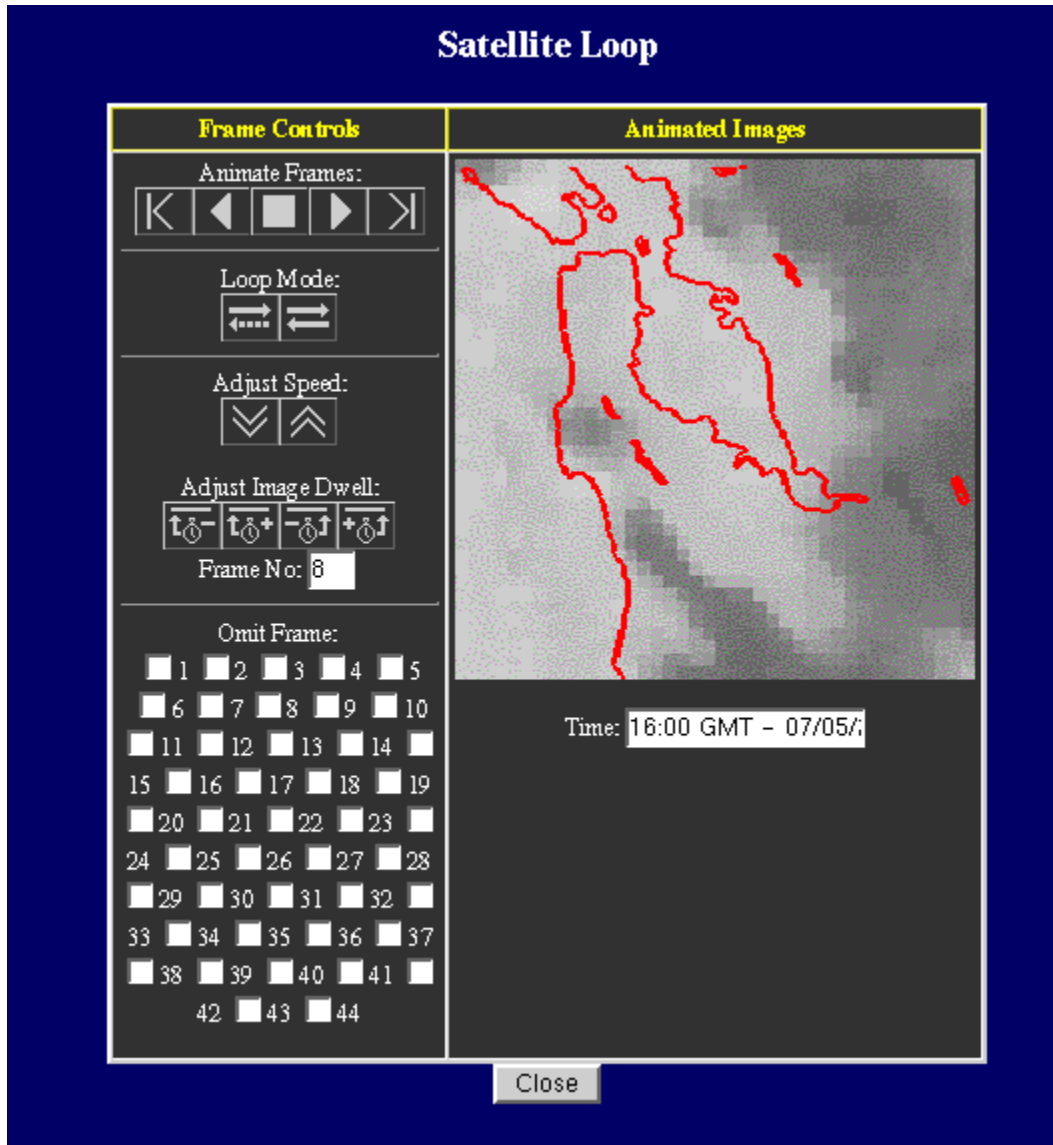 Satellite Loop
Frame Controls
Animated Images
Animate Frames:
Loop Mode:
Adjust Speed:
Adjust Image Dwell:
Frame No: 8
Omit Frame:
1 2 3 4 5
6 7 8 9 10
11 12 13 14
15 16 17 18 19
20 21 22 23
24 25 26 27 28
29 30 31 32
33 34 35 36 37
38 39 40 41
42 43 44
Time: 16:00 GMT - 07/05/
Close